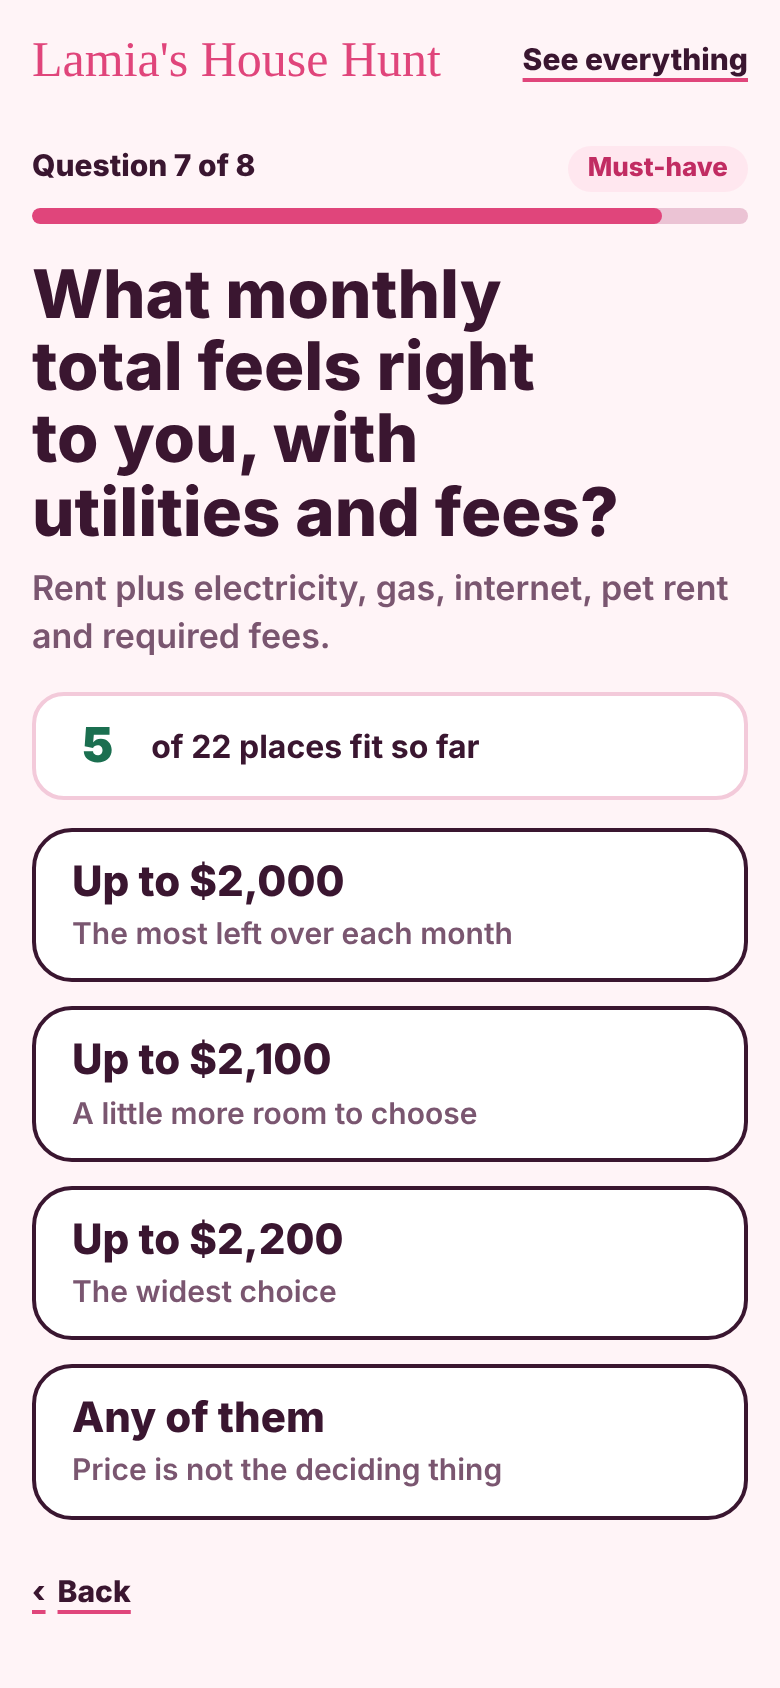 Lamia's House Hunt
See everything
Question 7 of 8
Must-have
What monthly
total feels right
to you, with
utilities and fees?
Rent plus electricity, gas, internet, pet rent
and required fees.
5 of 22 places fit so far
Up to $2,000
The most left over each month
Up to $2,100
A little more room to choose
Up to $2,200
The widest choice
Any of them
Price is not the deciding thing
‹ Back